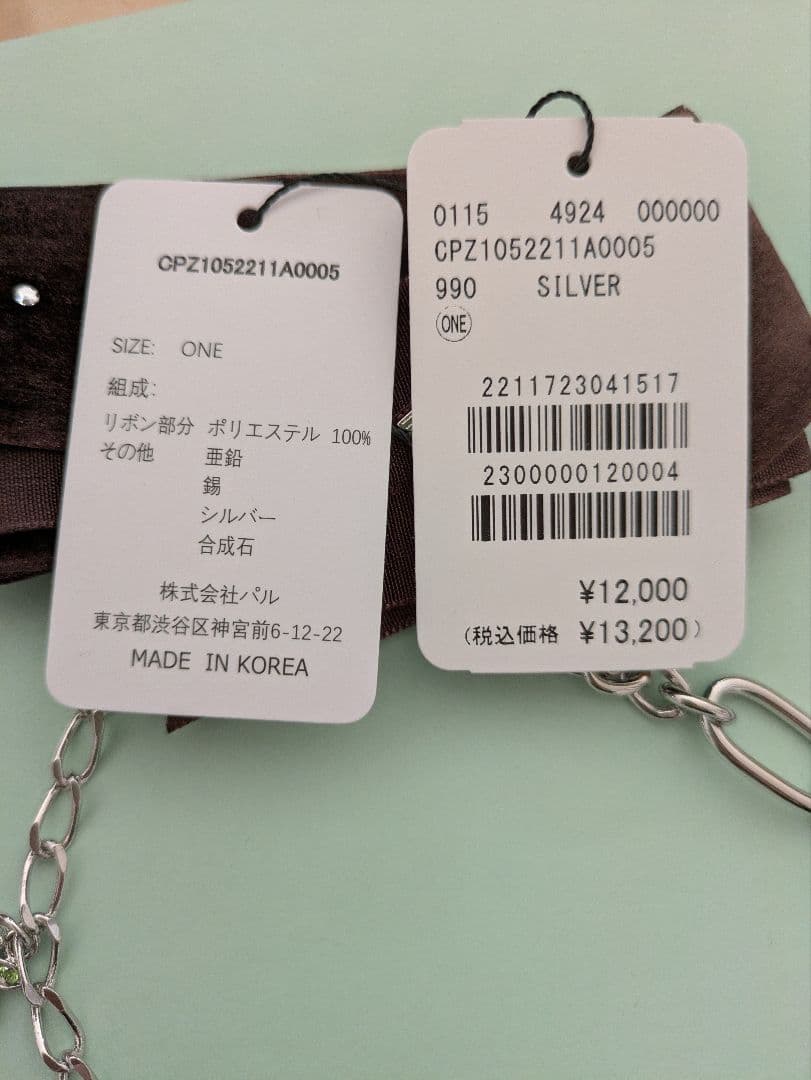 CPZ1052211A0005
SIZE: ONE
組成:
リボン部分 ポリエステル 100%
その他 亜鉛
錫
シルバー
合成石
株式会社パル
東京都渋谷区神宮前6-12-22
MADE IN KOREA
0115 4924 000000
CPZ1052211A0005
990 SILVER
ONE
2211723041517
2300000120004
¥12,000
(税込価格 ¥13,200)